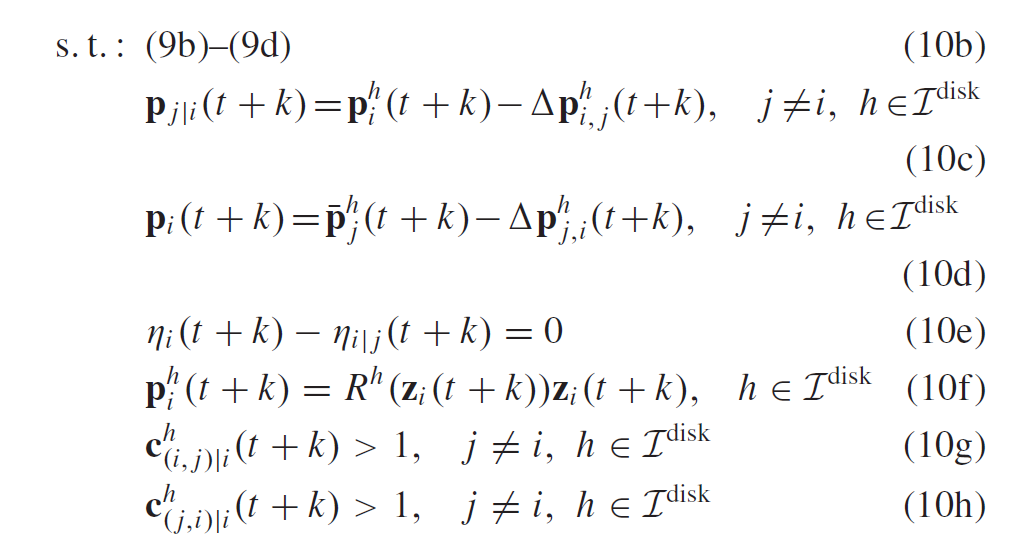 s. t. : (9b)–(9d) (10b)
𝐩_{j|i}(t + k) = 𝐩_i^h(t + k) − Δ𝐩_{i,j}^h(t+k), j ≠ i, h ∈ ℐ^{disk}
(10c)
𝐩_i(t + k) = 𝐩̄_j^h(t + k) − Δ𝐩_{j,i}^h(t+k), j ≠ i, h ∈ ℐ^{disk}
(10d)
η_i(t + k) − η_{i|j}(t + k) = 0 (10e)
𝐩_i^h(t + k) = R^h(𝐳_i(t + k))𝐳_i(t + k), h ∈ ℐ^{disk} (10f)
𝐜_{(i,j)|i}^h(t + k) > 1, j ≠ i, h ∈ ℐ^{disk} (10g)
𝐜_{(j,i)|i}^h(t + k) > 1, j ≠ i, h ∈ ℐ^{disk} (10h)